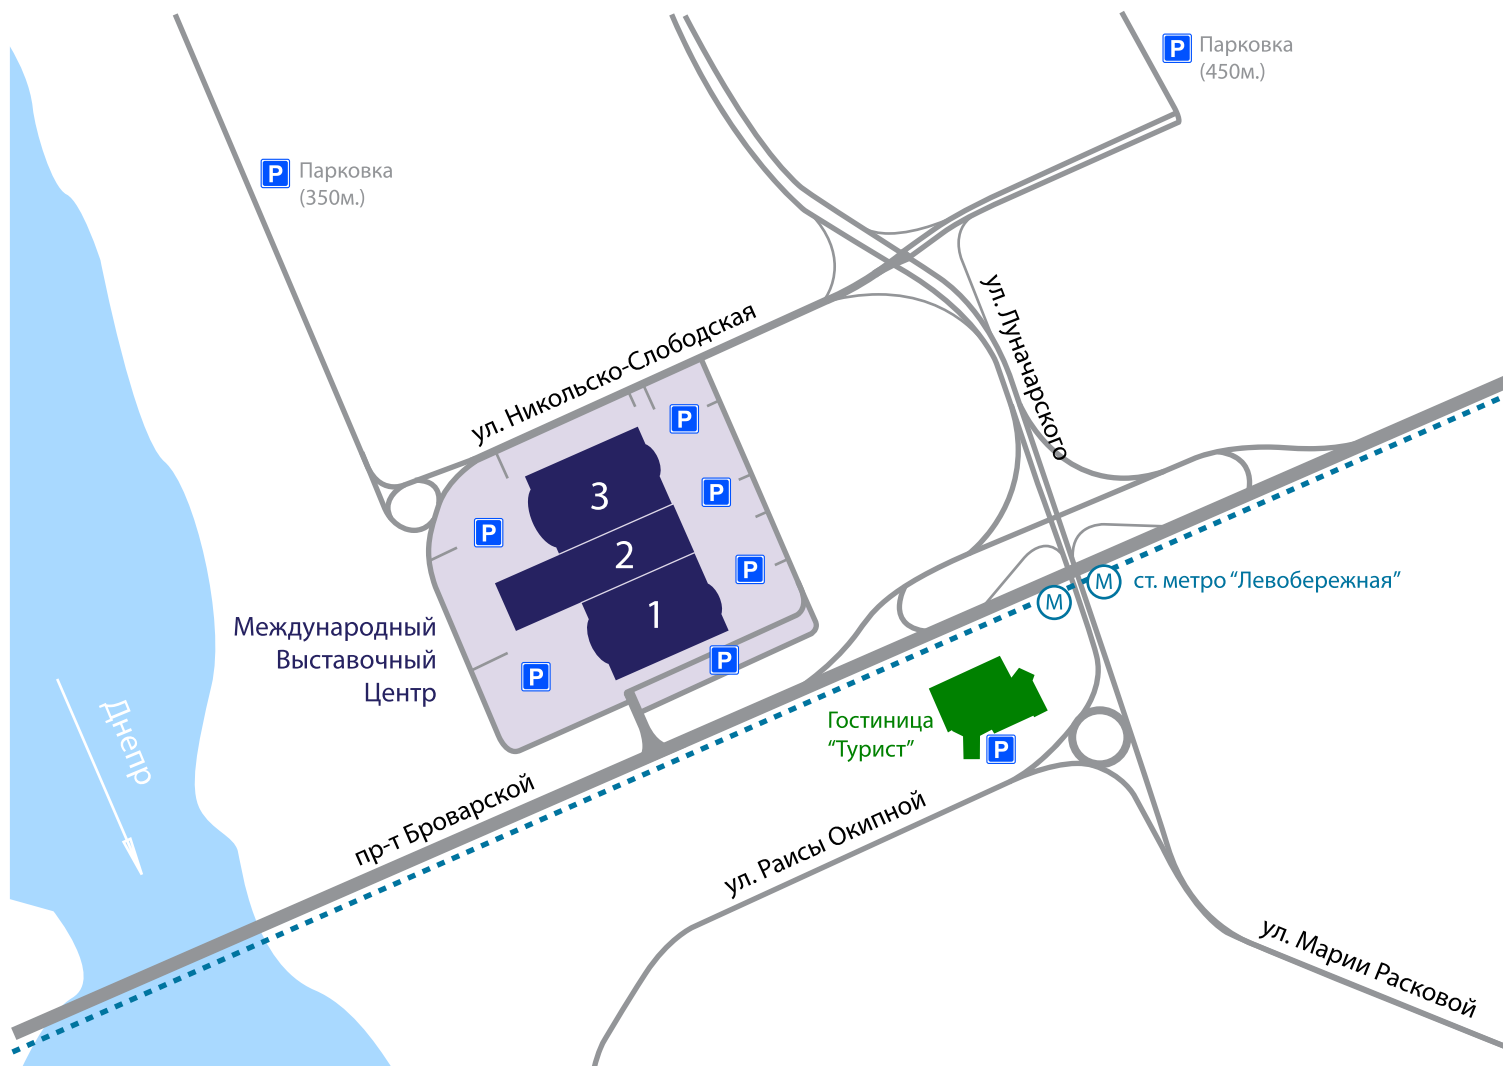 P Парковка
(450м.)
P Парковка
(350м.)
ул. Никольско-Слободская
ул. Луначарского
P
P
P
P
P
P
3
2
1
Международный
Выставочный
Центр
М
М
ст. метро “Левобережная”
Гостиница
“Турист”
P
Днепр
пр-т Броварской
ул. Раисы Окипной
ул. Марии Расковой